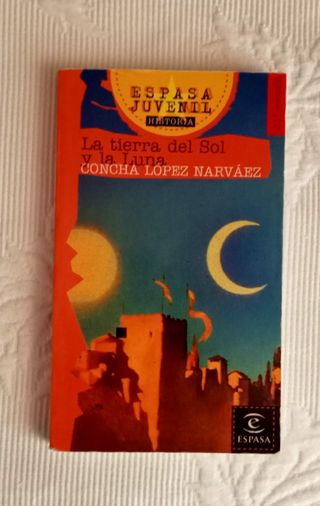 ESPASA
JUVENIL
HISTORIA
La tierra del Sol
y la Luna
CONCHA LÓPEZ NARVÁEZ
e
ESPASA